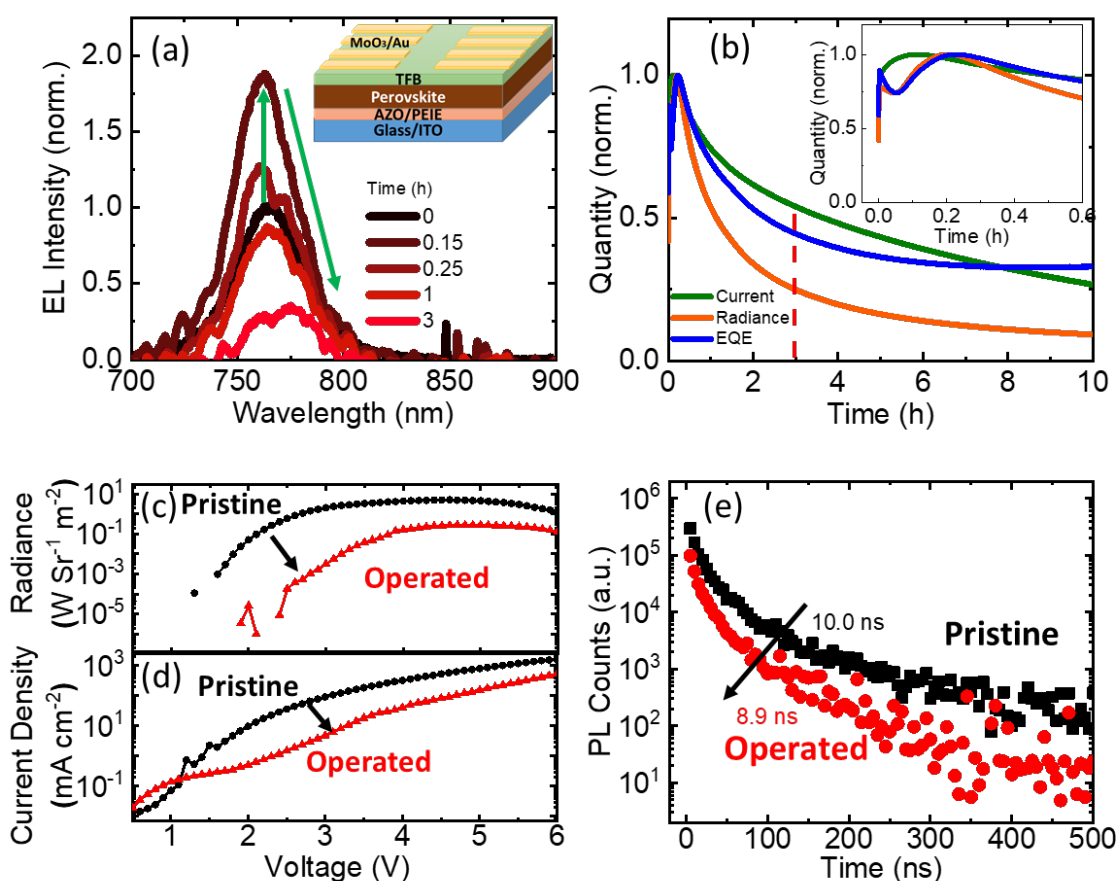 (a)
EL Intensity (norm.)
2.0
1.5
1.0
0.5
0.0
700
750
800
850
900
Wavelength (nm)
MoO₃/Au
TFB
Perovskite
AZO/PEIE
Glass/ITO
Time (h)
0
0.15
0.25
1
3
(b)
Quantity (norm.)
1.0
0.5
0.0
0
2
4
6
8
10
Time (h)
Current
Radiance
EQE
Quantity (norm.)
1.0
0.5
0.0
0.0
0.2
0.4
0.6
Time (h)
(c)
Radiance
(W Sr⁻¹ m⁻²)
10¹
10⁻¹
10⁻³
10⁻⁵
Pristine
Operated
(d)
Current Density
(mA cm⁻²)
10³
10¹
10⁻¹
Pristine
Operated
1
2
3
4
5
6
Voltage (V)
(e)
PL Counts (a.u.)
10⁶
10⁵
10⁴
10³
10²
10¹
10.0 ns
Pristine
8.9 ns
Operated
0
100
200
300
400
500
Time (ns)